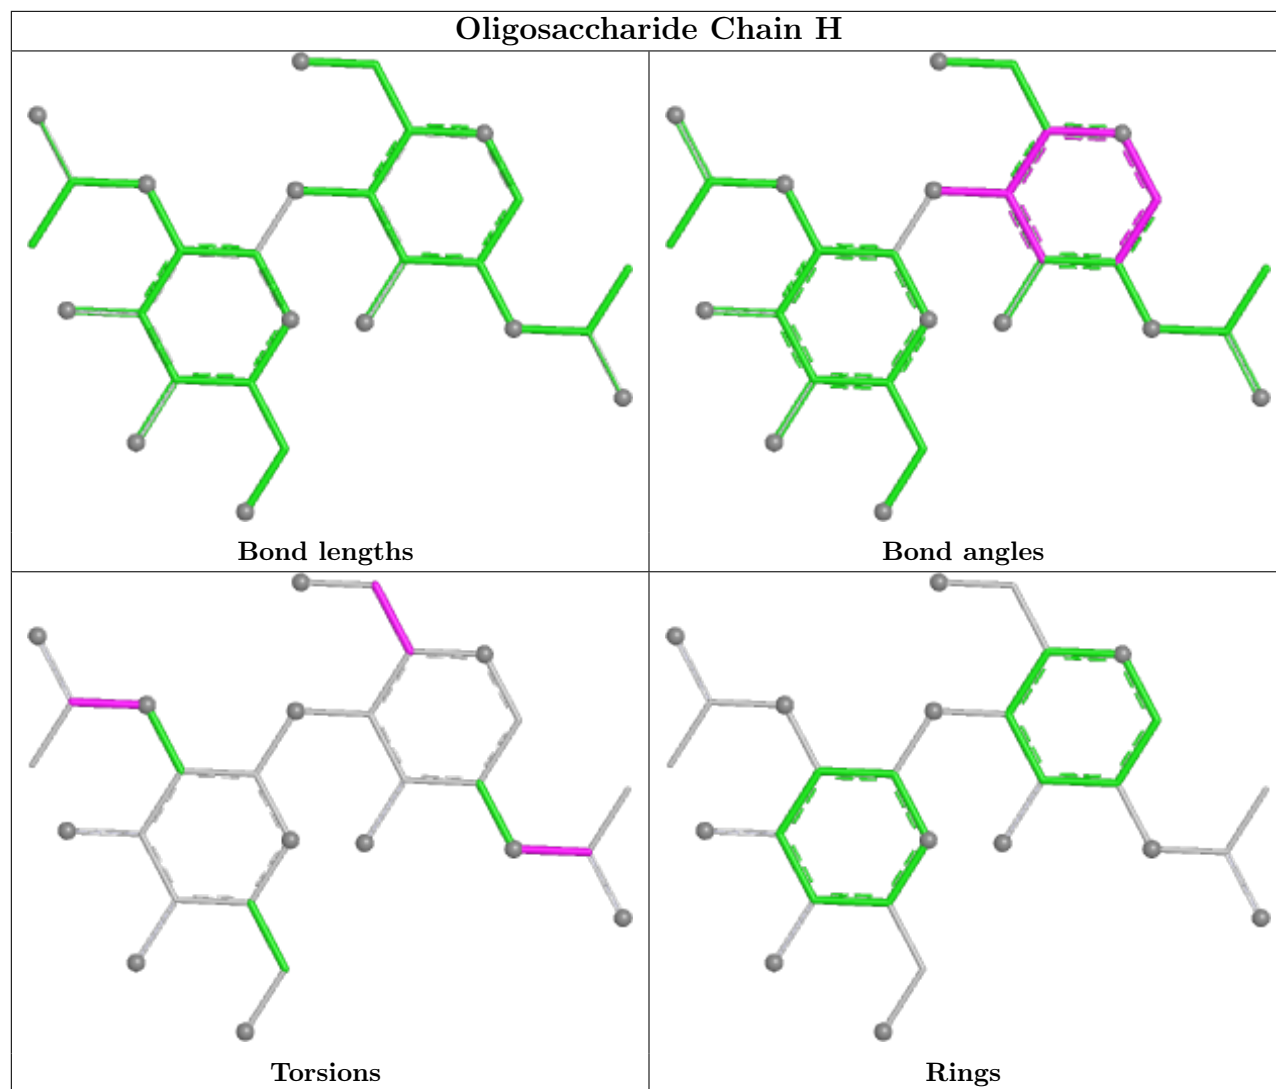 Oligosaccharide Chain H
Bond lengths
Bond angles
Torsions
Rings